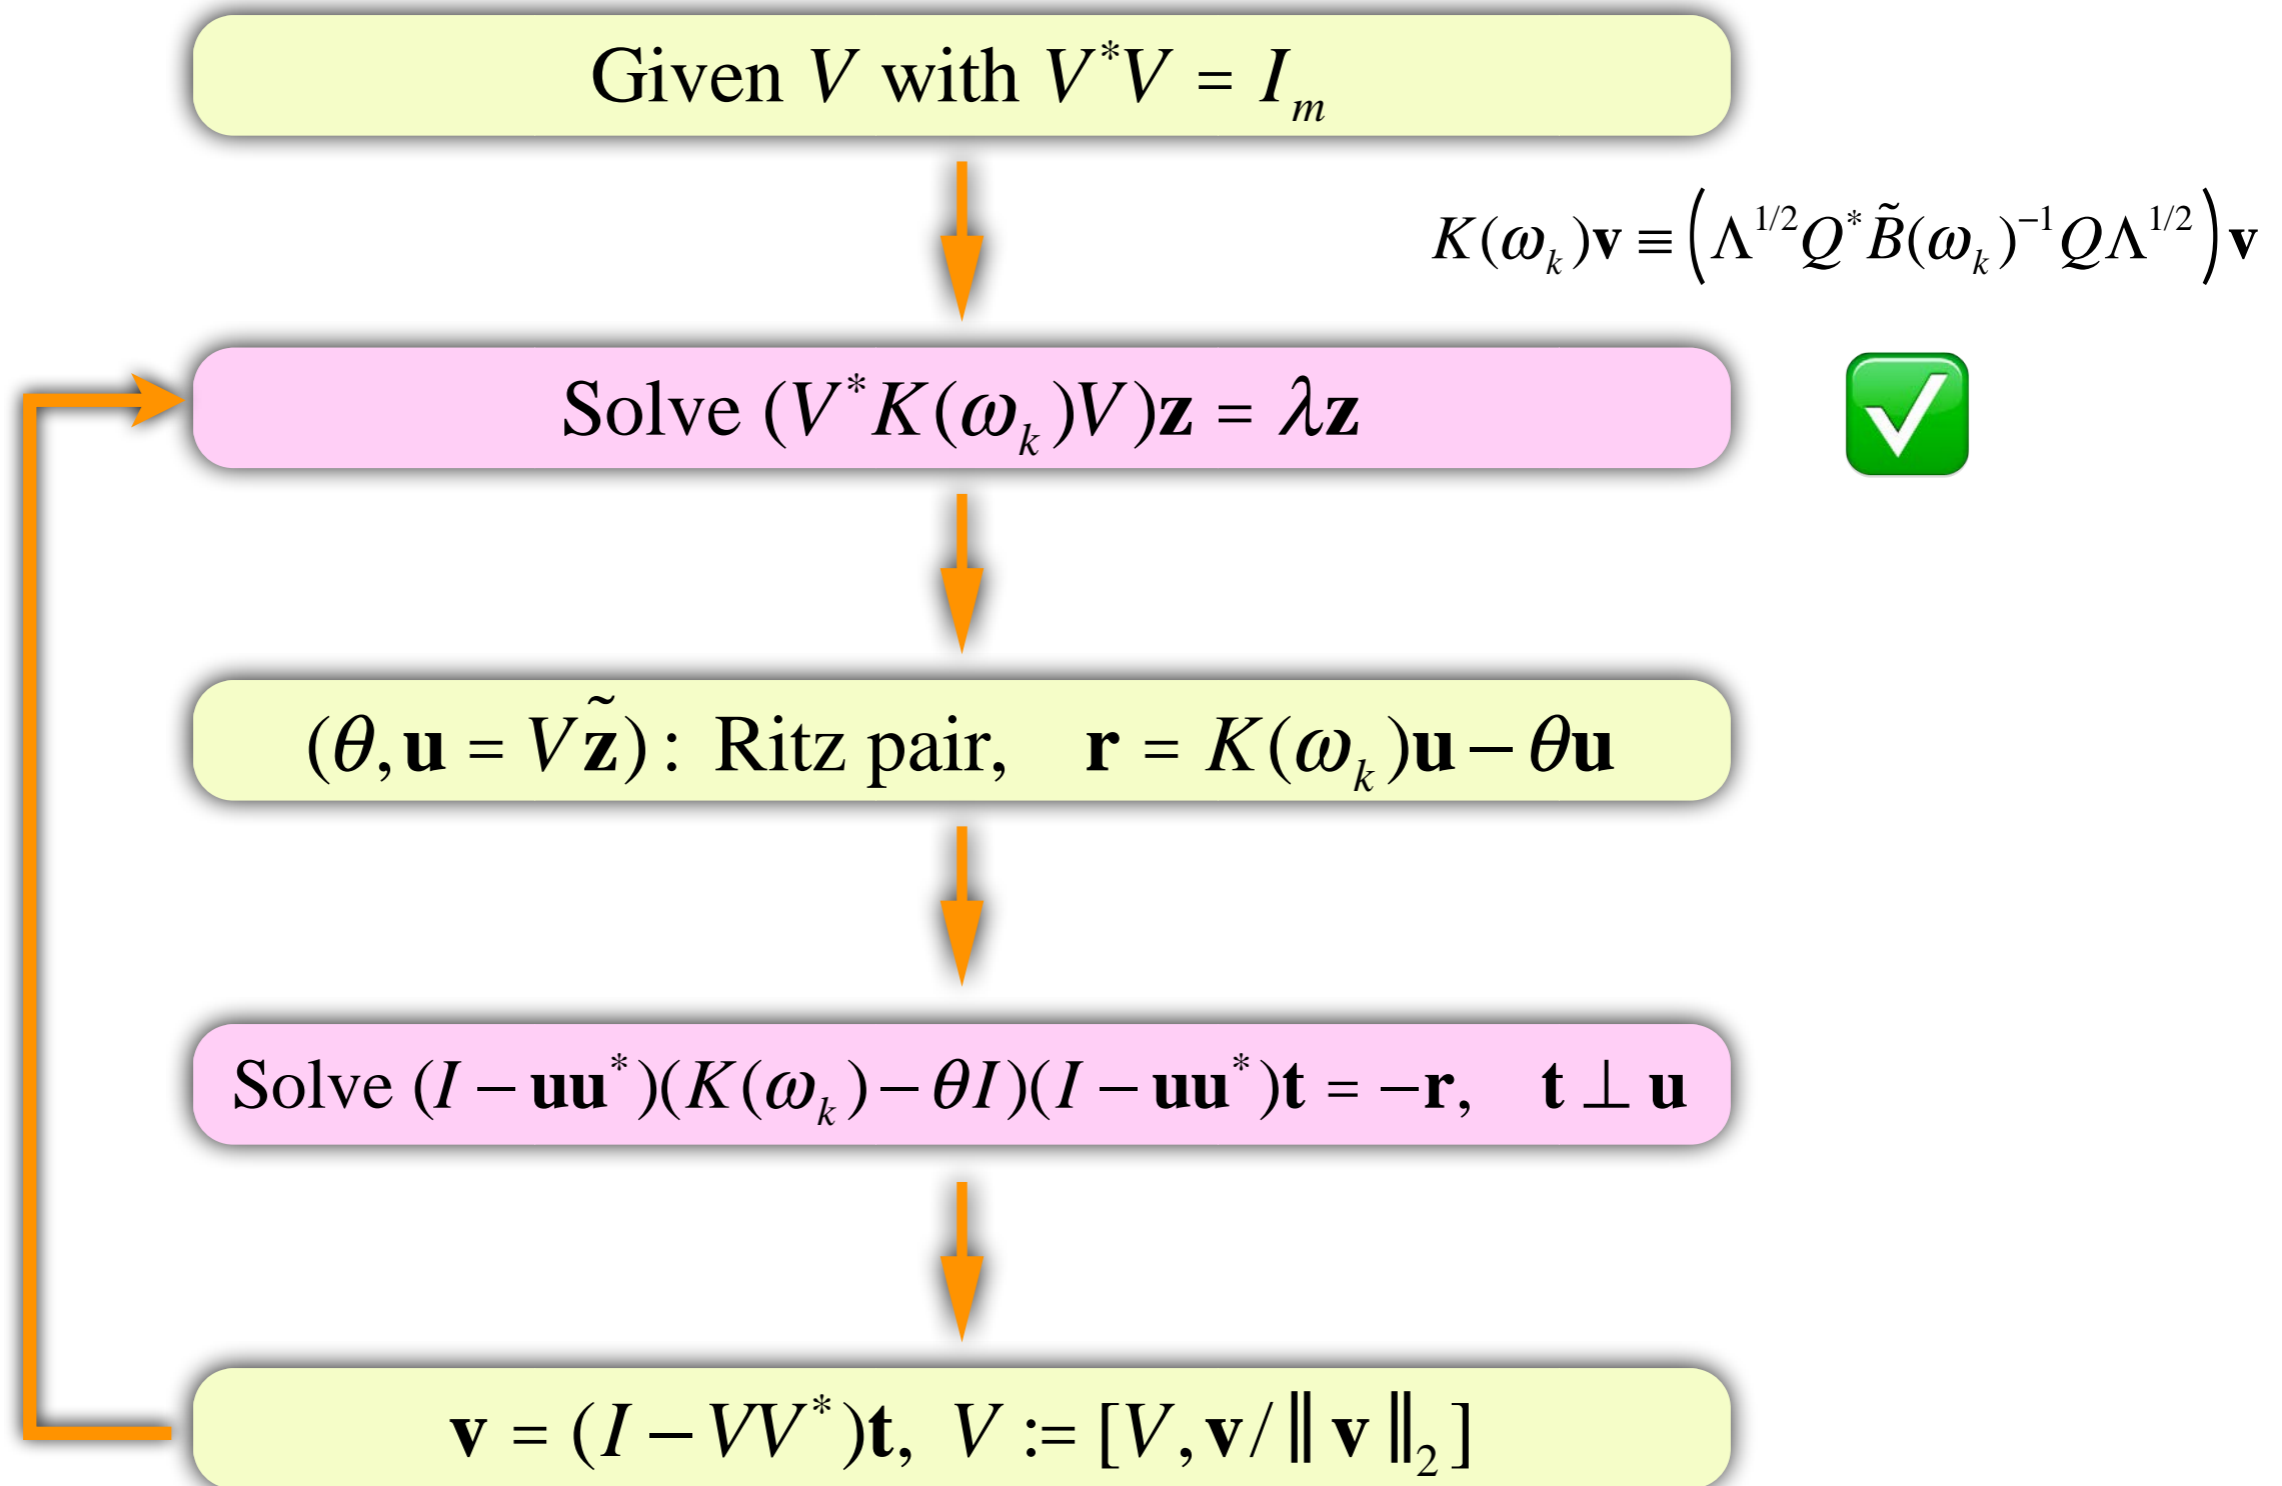 Given V with V*V = I_m
K(ω_k)v ≡ (Λ^{1/2}Q*B̃(ω_k)^{−1}QΛ^{1/2})v
Solve (V*K(ω_k)V)z = λz
(θ, u = Vz̃): Ritz pair, r = K(ω_k)u − θu
Solve (I − uu*)(K(ω_k) − θI)(I − uu*)t = −r, t ⊥ u
v = (I − VV*)t, V := [V, v/‖v‖_2]